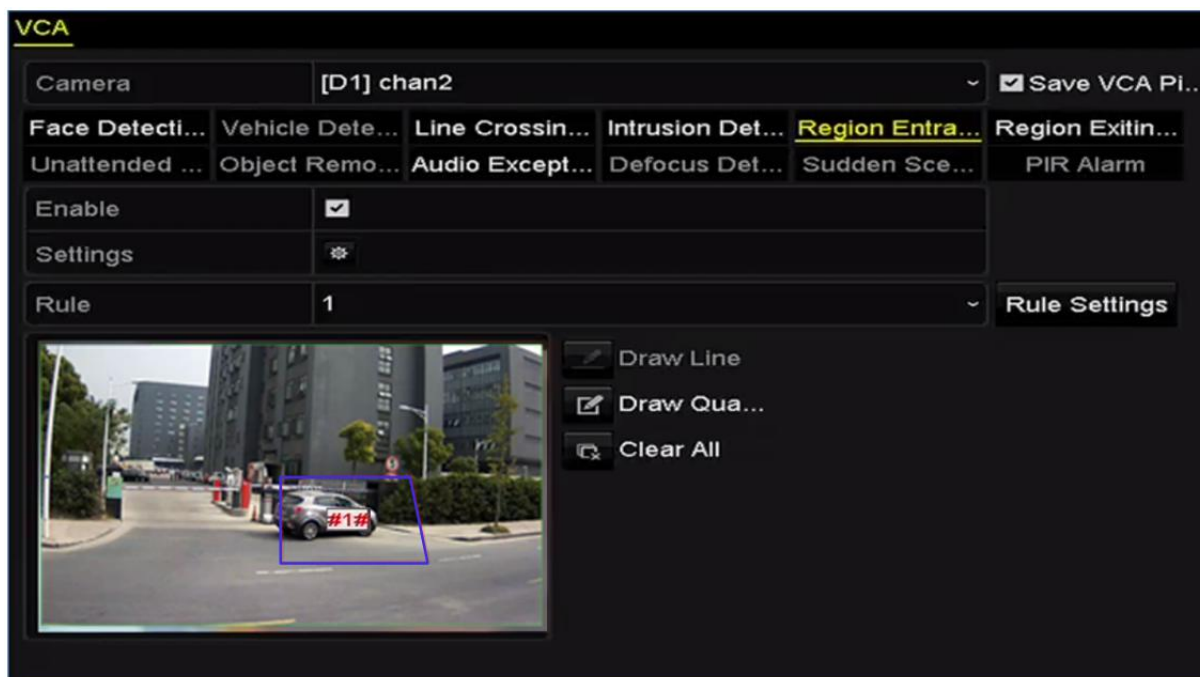 VCA
Camera [D1] chan2 Save VCA Pi...
Face Detecti... Vehicle Dete... Line Crossin... Intrusion Det... Region Entra... Region Exitin...
Unattended ... Object Remo... Audio Except... Defocus Det... Sudden Sce... PIR Alarm
Enable
Settings
Rule 1 Rule Settings
Draw Line
Draw Qua...
Clear All
#1#